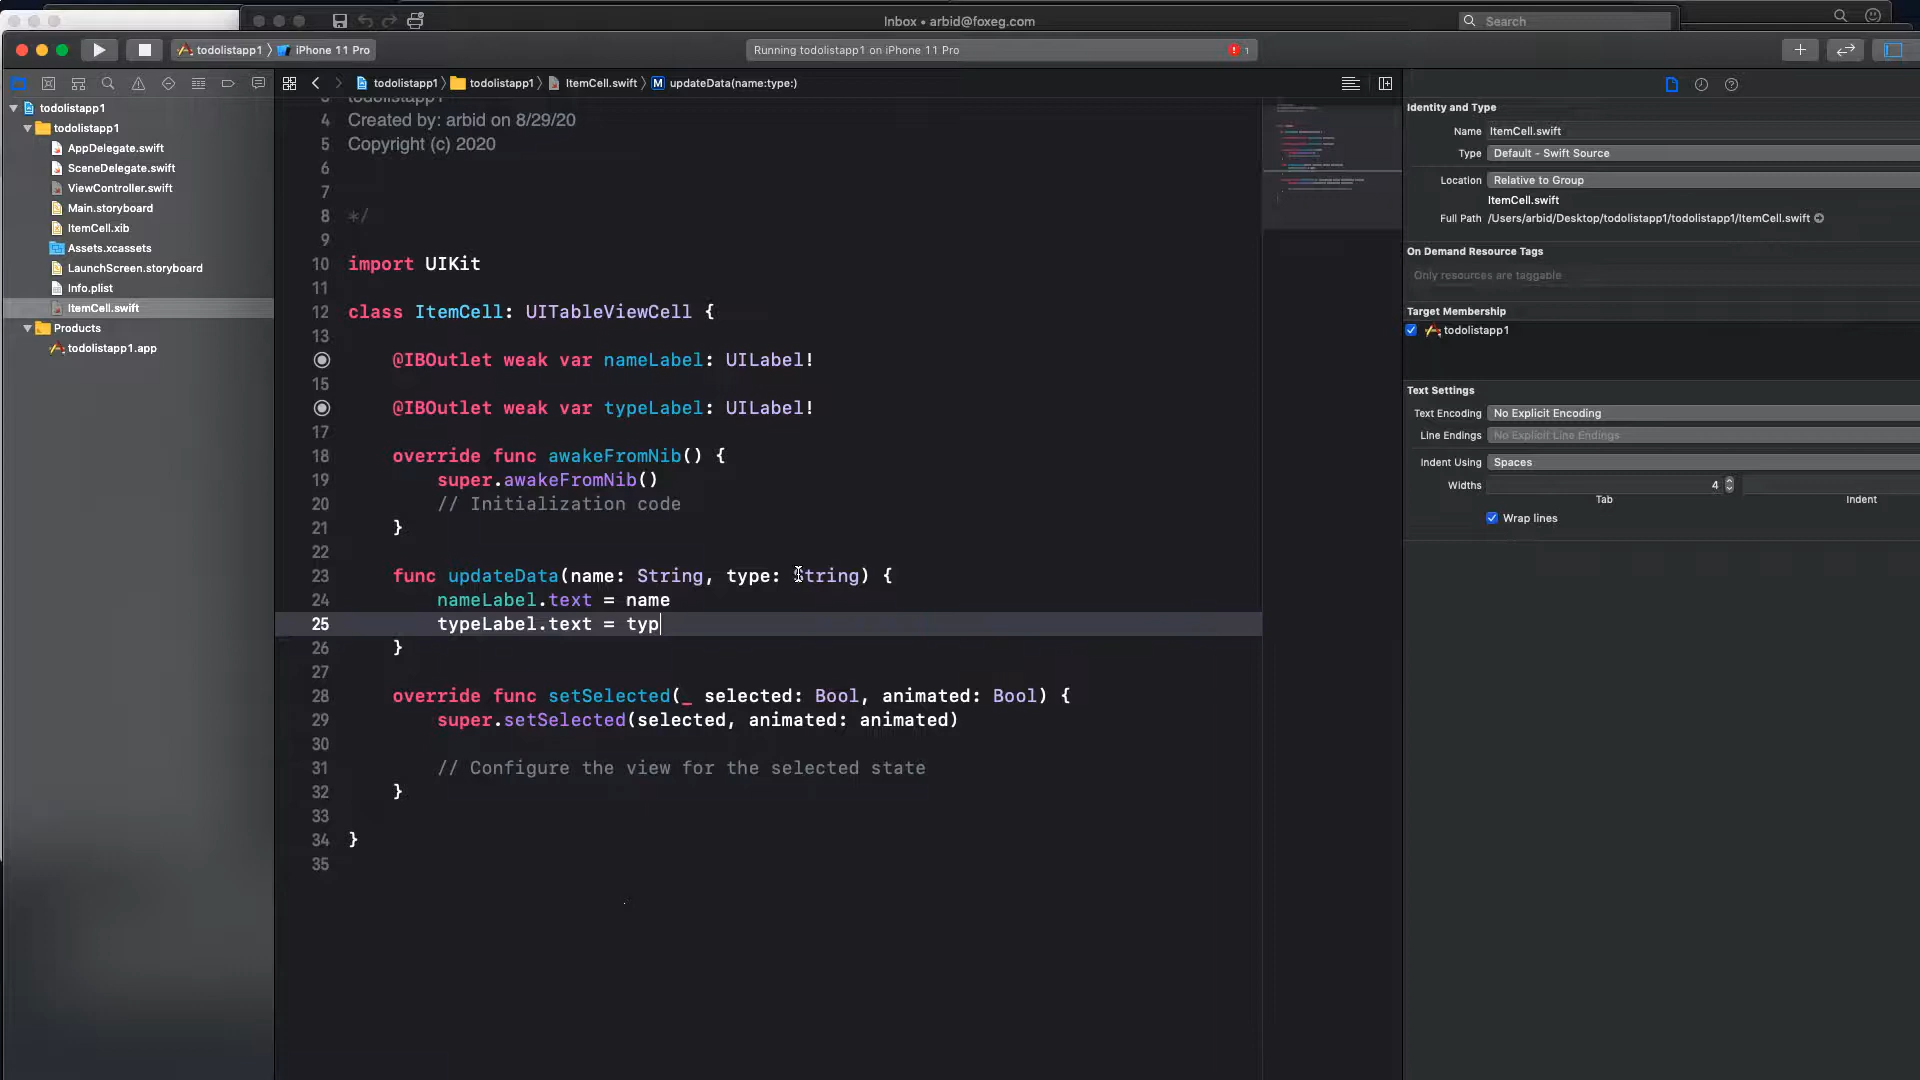 Inbox • arbid@foxeg.com
Search
todolistapp1 〉 iPhone 11 Pro
Running todolistapp1 on iPhone 11 Pro
1
todolistapp1 〉 todolistapp1 〉 ItemCell.swift 〉 M updateData(name:type:)
todolistapp1
todolistapp1
AppDelegate.swift
SceneDelegate.swift
ViewController.swift
Main.storyboard
ItemCell.xib
Assets.xcassets
LaunchScreen.storyboard
Info.plist
ItemCell.swift
Products
todolistapp1.app
3 todolistapp1
4 Created by: arbid on 8/29/20
5 Copyright (c) 2020
6
7
8 */
9
10 import UIKit
11
12 class ItemCell: UITableViewCell {
13
@IBOutlet weak var nameLabel: UILabel!
15
@IBOutlet weak var typeLabel: UILabel!
17
18 override func awakeFromNib() {
19 super.awakeFromNib()
20 // Initialization code
21 }
22
23 func updateData(name: String, type: String) {
24 nameLabel.text = name
25 typeLabel.text = typ
26 }
27
28 override func setSelected(_ selected: Bool, animated: Bool) {
29 super.setSelected(selected, animated: animated)
30
31 // Configure the view for the selected state
32 }
33
34 }
35
Identity and Type
Name ItemCell.swift
Type Default - Swift Source
Location Relative to Group
ItemCell.swift
Full Path /Users/arbid/Desktop/todolistapp1/todolistapp1/ItemCell.swift
On Demand Resource Tags
Only resources are taggable
Target Membership
todolistapp1
Text Settings
Text Encoding No Explicit Encoding
Line Endings No Explicit Line Endings
Indent Using Spaces
Widths 4
Tab Indent
Wrap lines